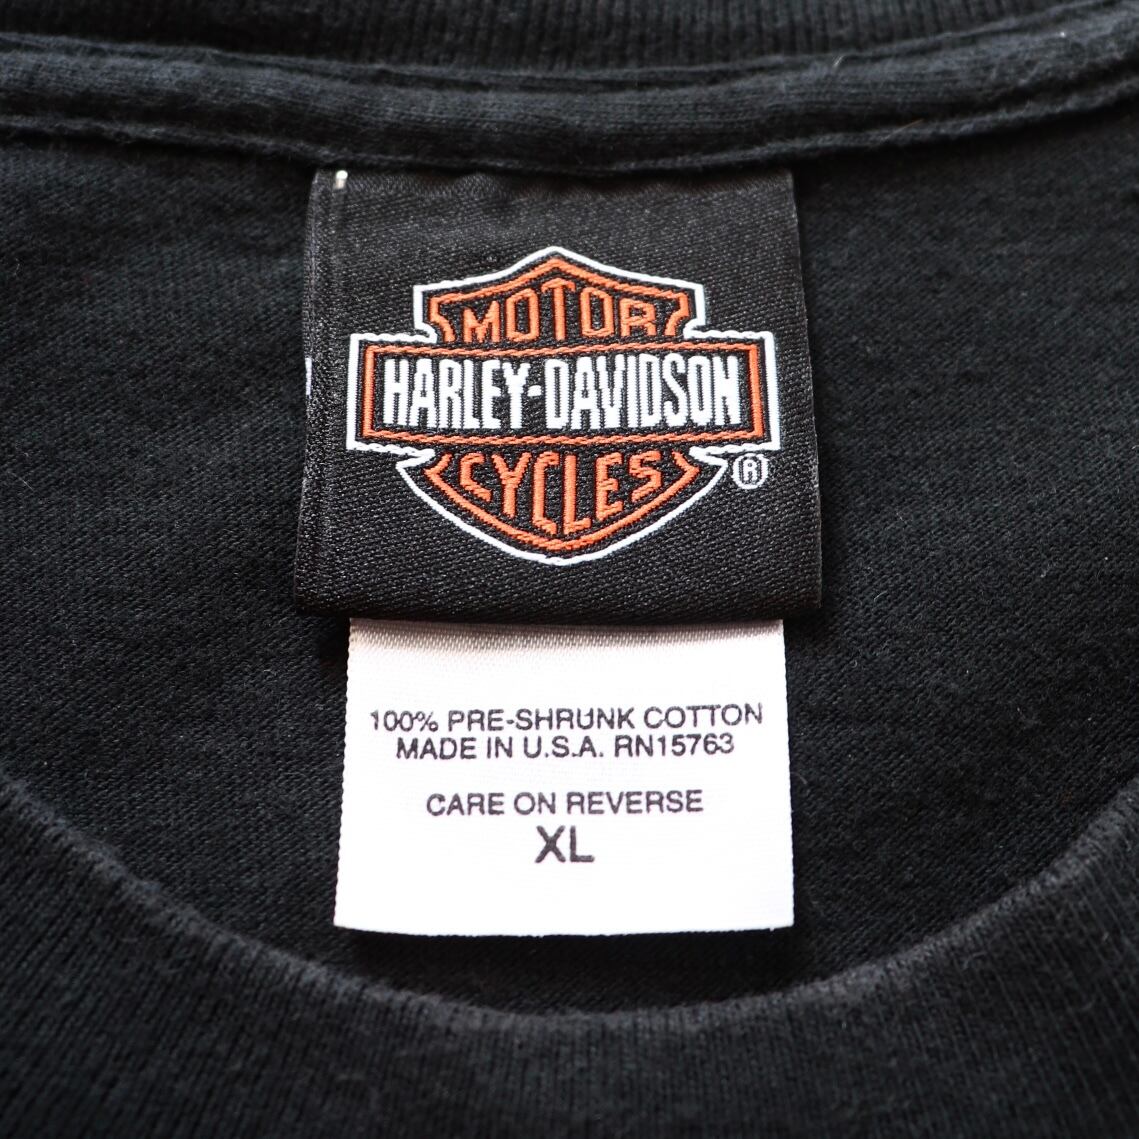 MOTOR
HARLEY-DAVIDSON
CYCLES
®
100% PRE-SHRUNK COTTON
MADE IN U.S.A. RN15763
CARE ON REVERSE
XL